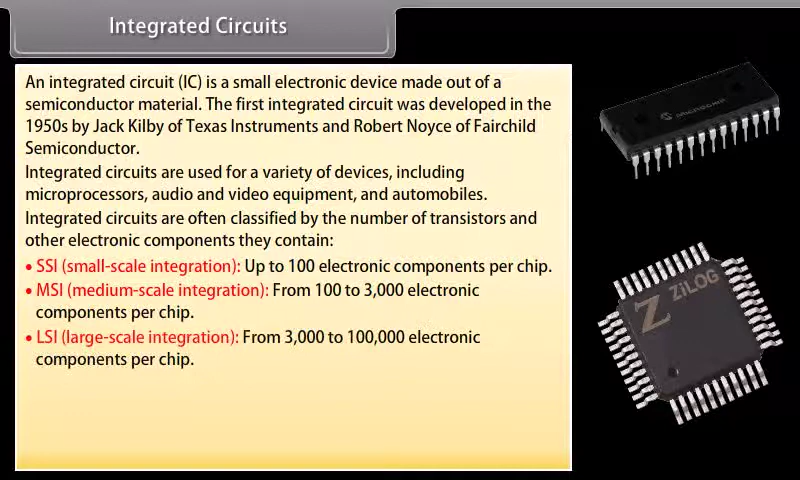 Integrated Circuits
An integrated circuit (IC) is a small electronic device made out of a
semiconductor material. The first integrated circuit was developed in the
1950s by Jack Kilby of Texas Instruments and Robert Noyce of Fairchild
Semiconductor.
Integrated circuits are used for a variety of devices, including
microprocessors, audio and video equipment, and automobiles.
Integrated circuits are often classified by the number of transistors and
other electronic components they contain:
• SSI (small-scale integration): Up to 100 electronic components per chip.
• MSI (medium-scale integration): From 100 to 3,000 electronic
components per chip.
• LSI (large-scale integration): From 3,000 to 100,000 electronic
components per chip.
MICROCHIP
ZiLOG
Z